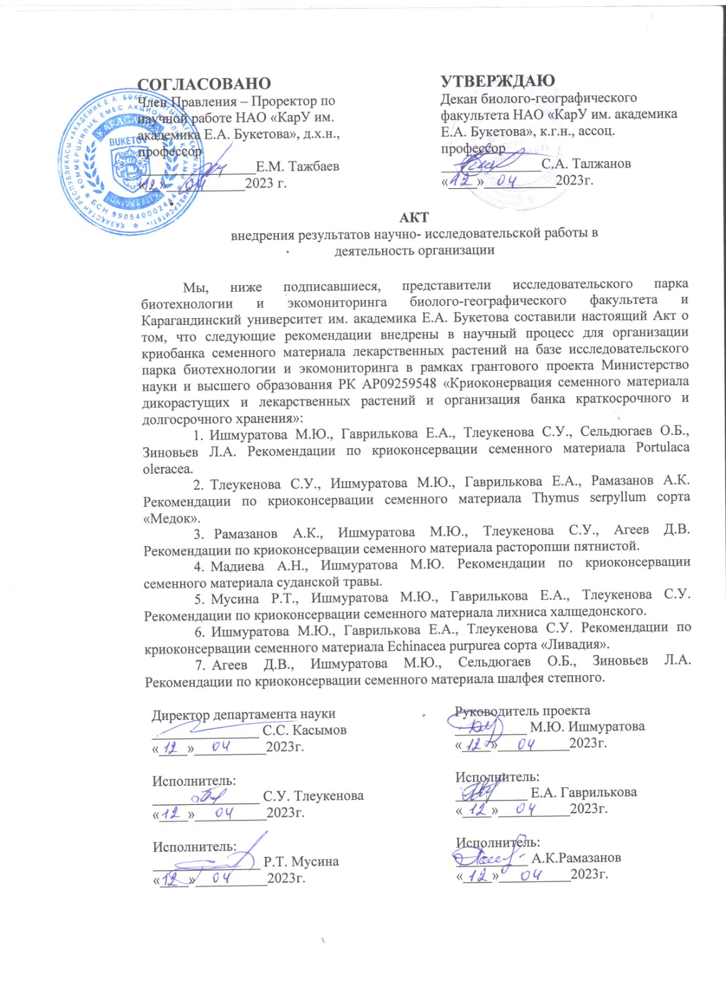 СОГЛАСОВАНО
Член Правления – Проректор по
научной работе НАО «КарУ им.
академика Е.А. Букетова», д.х.н.,
профессор
Е.М. Тажбаев
«12» 04 2023 г.
KARAGANDA
BUKETOV
UNIVERSITY
БСН 990540002444
УТВЕРЖДАЮ
Декан биолого-географического
факультета НАО «КарУ им. академика
Е.А. Букетова», к.г.н., ассоц.
профессор
С.А. Талжанов
«12» 04 2023г.
АКТ
внедрения результатов научно- исследовательской работы в
деятельность организации
Мы, ниже подписавшиеся, представители исследовательского парка
биотехнологии и экомониторинга биолого-географического факультета и
Карагандинский университет им. академика Е.А. Букетова составили настоящий Акт о
том, что следующие рекомендации внедрены в научный процесс для организации
криобанка семенного материала лекарственных растений на базе исследовательского
парка биотехнологии и экомониторинга в рамках грантового проекта Министерство
науки и высшего образования РК АР09259548 «Криоконервация семенного материала
дикорастущих и лекарственных растений и организация банка краткосрочного и
долгосрочного хранения»:
1. Ишмуратова М.Ю., Гаврилькова Е.А., Тлеукенова С.У., Сельдюгаев О.Б.,
Зиновьев Л.А. Рекомендации по криоконсервации семенного материала Portulaca
oleracea.
2. Тлеукенова С.У., Ишмуратова М.Ю., Гаврилькова Е.А., Рамазанов А.К.
Рекомендации по криоконсервации семенного материала Thymus serpyllum сорта
«Медок».
3. Рамазанов А.К., Ишмуратова М.Ю., Тлеукенова С.У., Агеев Д.В.
Рекомендации по криоконсервации семенного материала расторопши пятнистой.
4. Мадиева А.Н., Ишмуратова М.Ю. Рекомендации по криоконсервации
семенного материала суданской травы.
5. Мусина Р.Т., Ишмуратова М.Ю., Гаврилькова Е.А., Тлеукенова С.У.
Рекомендации по криоконсервации семенного материала лихниса халщедонского.
6. Ишмуратова М.Ю., Гаврилькова Е.А., Тлеукенова С.У. Рекомендации по
криоконсервации семенного материала Echinacea purpurea сорта «Ливадия».
7. Агеев Д.В., Ишмуратова М.Ю., Сельдюгаев О.Б., Зиновьев Л.А.
Рекомендации по криоконсервации семенного материала шалфея степного.
Директор департамента науки
С.С. Касымов
«12» 04 2023г.
Руководитель проекта
М.Ю. Ишмуратова
«12» 04 2023г.
Исполнитель:
С.У. Тлеукенова
«12» 04 2023г.
Исполнитель:
Е.А. Гаврилькова
«12» 04 2023г.
Исполнитель:
Р.Т. Мусина
«12» 04 2023г.
Исполнитель:
А.К.Рамазанов
«12» 04 2023г.